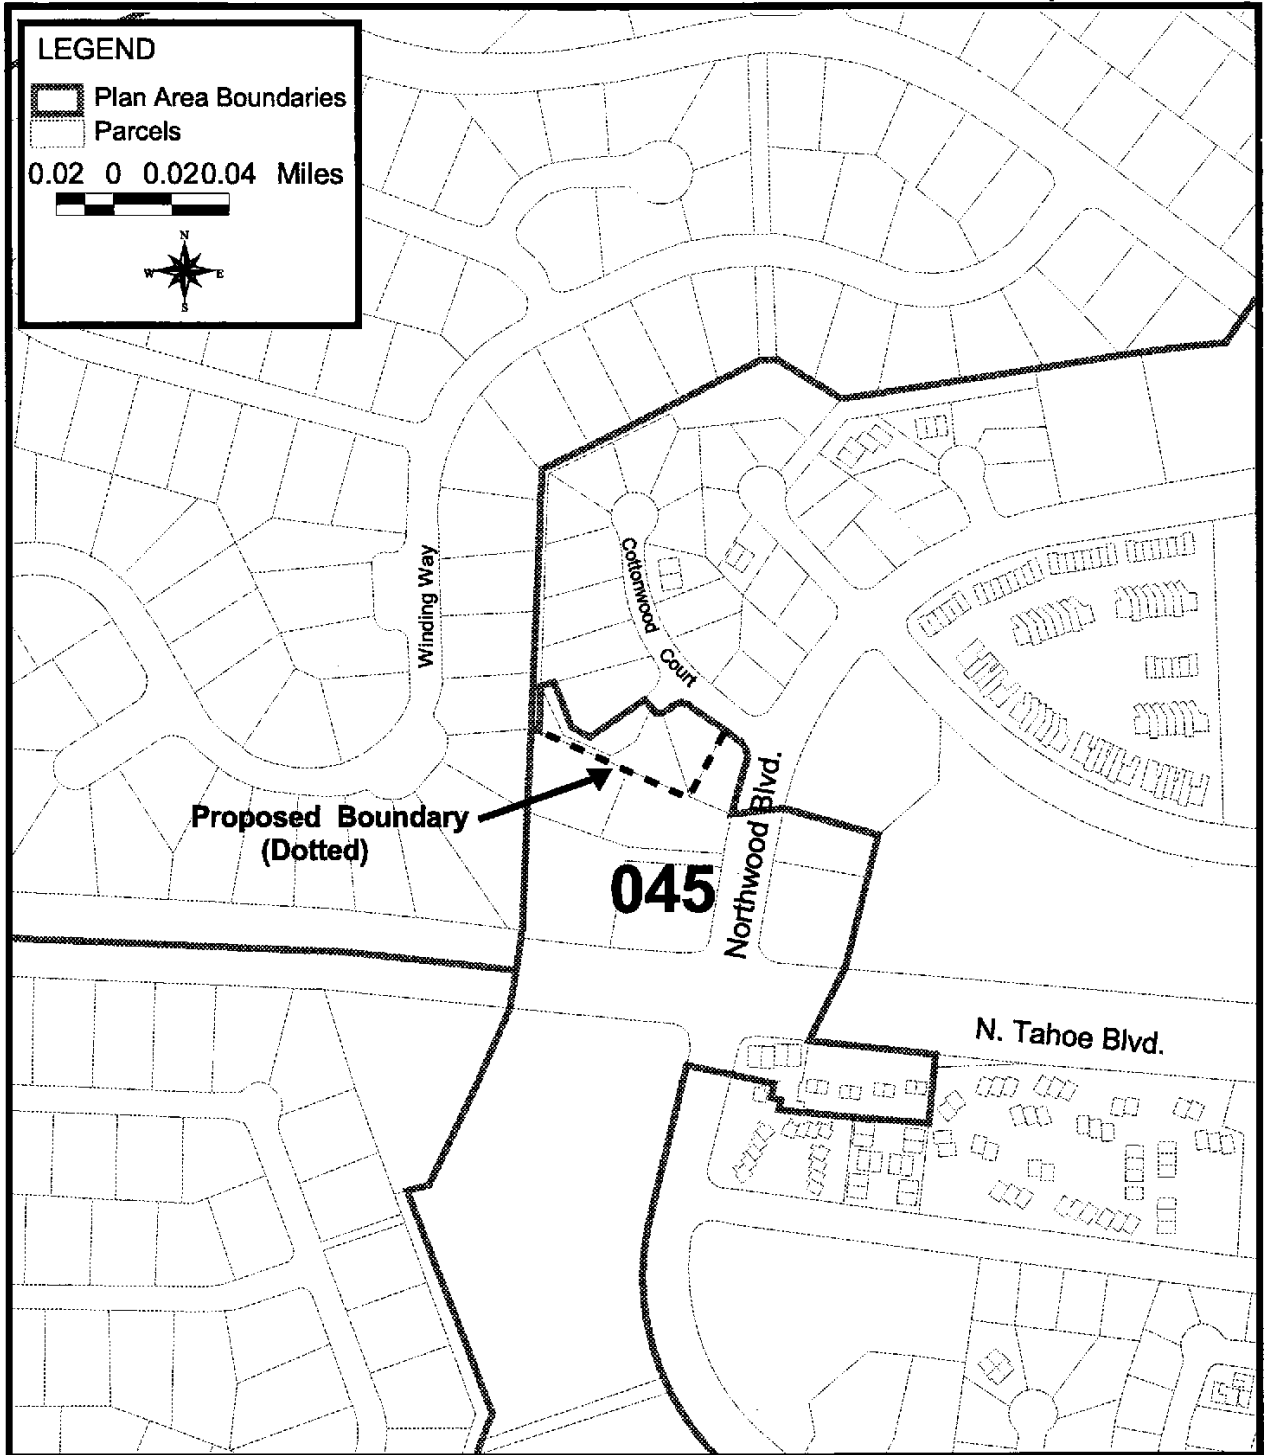 LEGEND
Plan Area Boundaries
Parcels
0.02 0 0.020.04 Miles
N
W E
S
Winding Way
Cottonwood
Court
Proposed Boundary
(Dotted)
045
Northwood Blvd.
N. Tahoe Blvd.